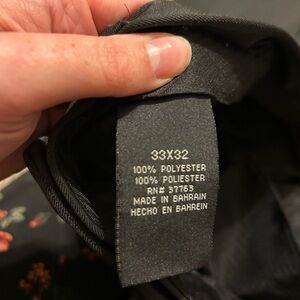 33X32
100% POLYESTER
100% POLIESTER
RN# 37763
MADE IN BAHRAIN
HECHO EN BAHREIN